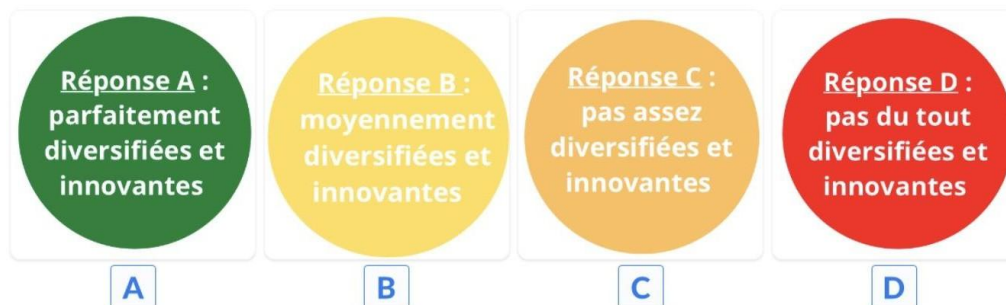 Réponse A :
parfaitement
diversifiées et
innovantes
Réponse B :
moyennement
diversifiées et
innovantes
Réponse C :
pas assez
diversifiées et
innovantes
Réponse D :
pas du tout
diversifiées et
innovantes
A
B
C
D